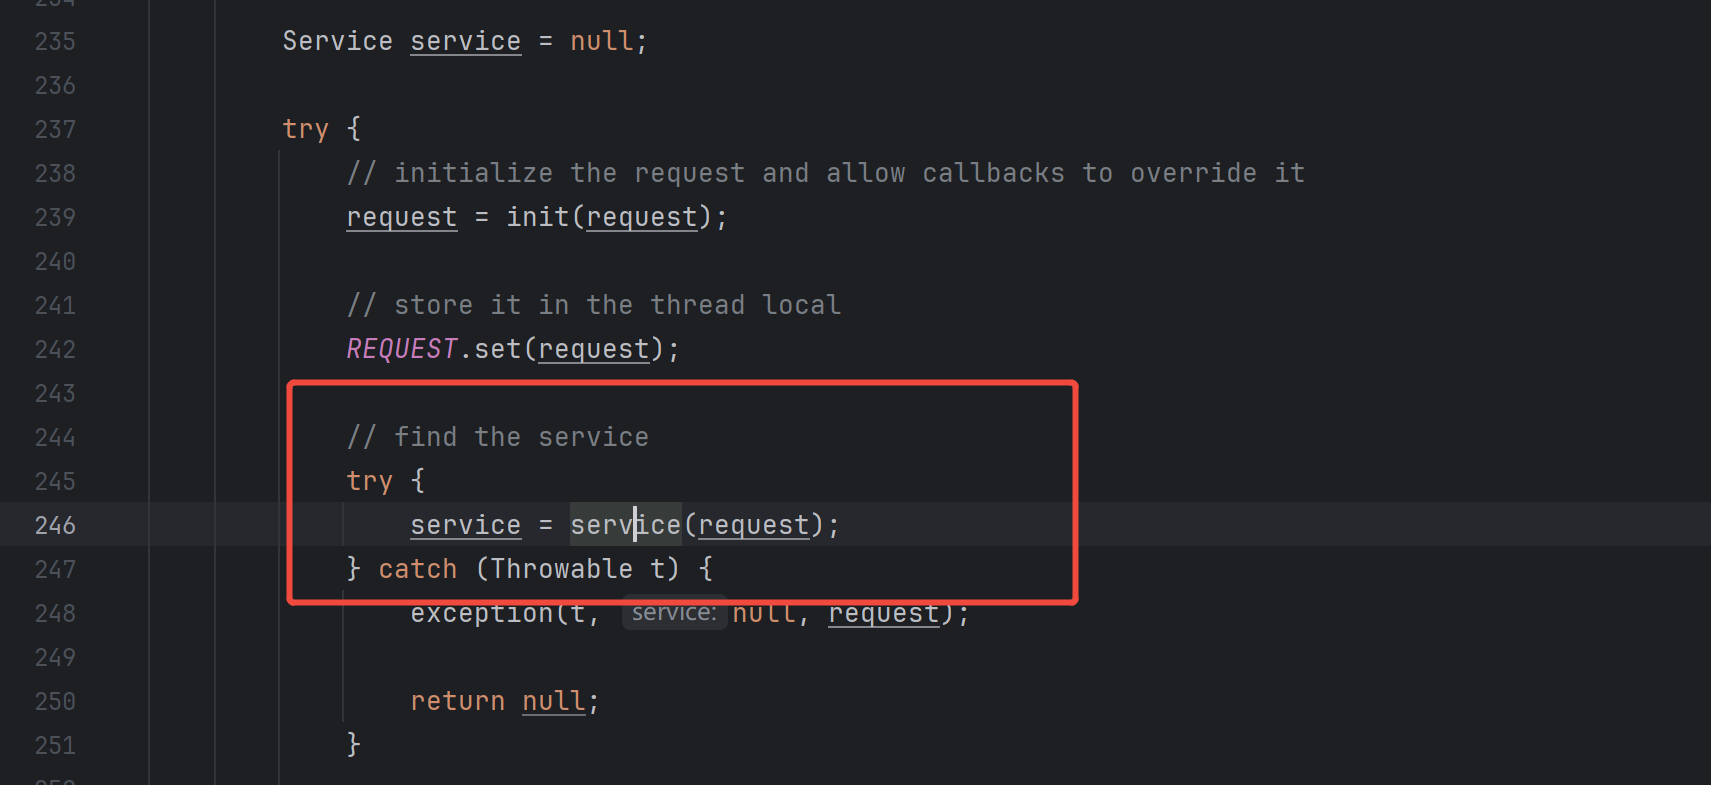 234
235 Service service = null;
236
237 try {
238 // initialize the request and allow callbacks to override it
239 request = init(request);
240
241 // store it in the thread local
242 REQUEST.set(request);
243
244 // find the service
245 try {
246 service = service(request);
247 } catch (Throwable t) {
248 exception(t, service: null, request);
249
250 return null;
251 }